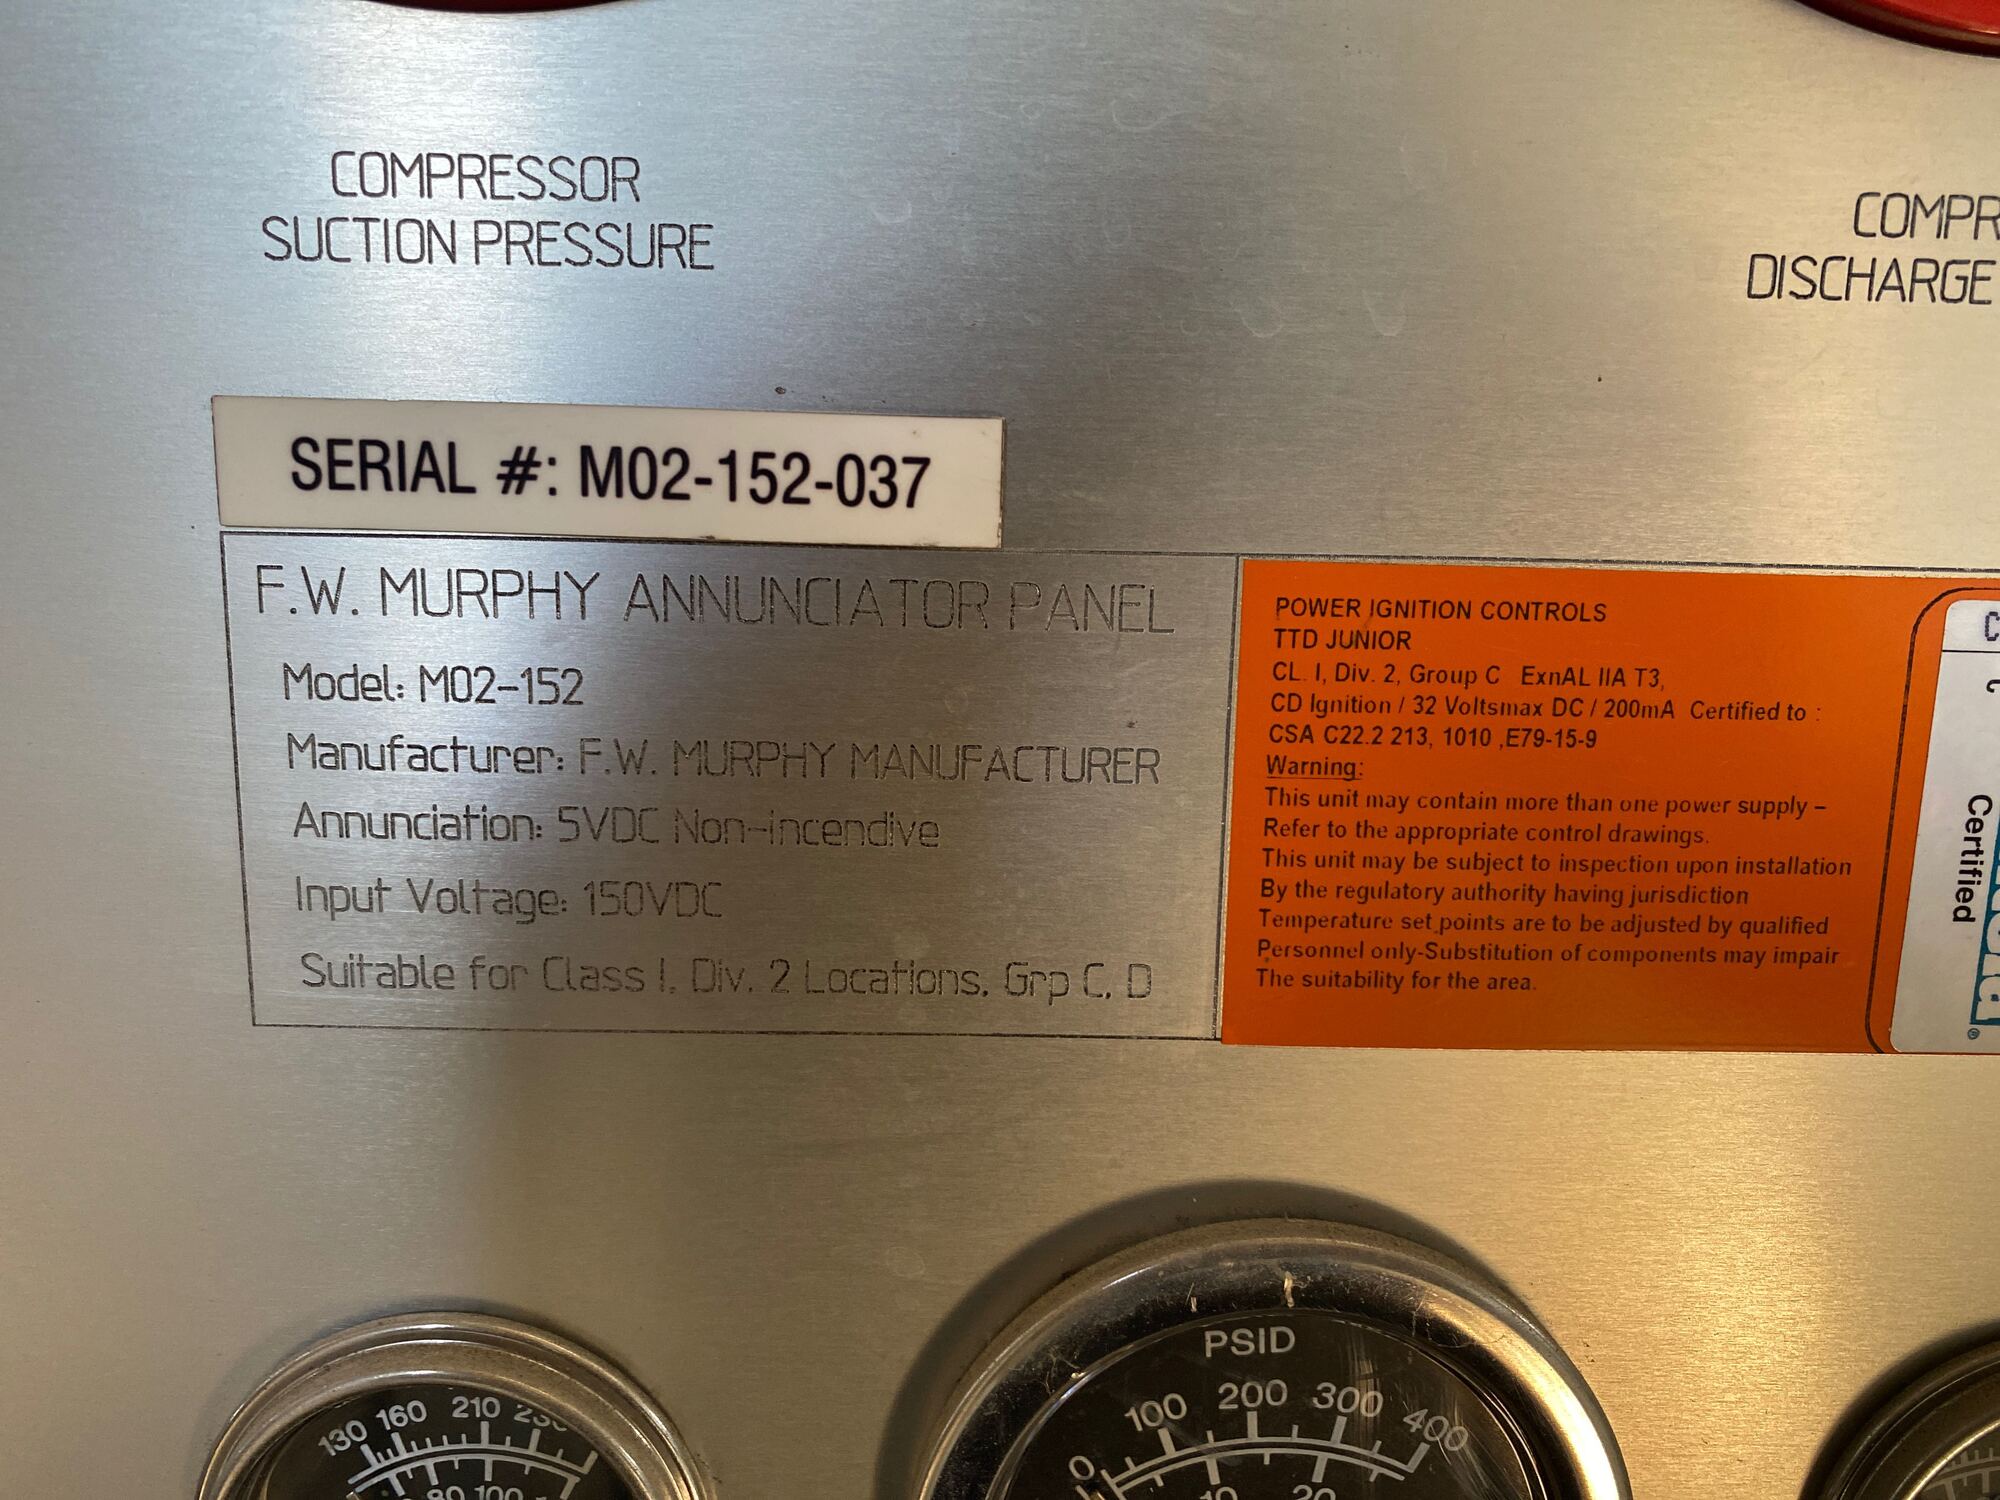 COMPRESSOR
SUCTION PRESSURE
COMPR
DISCHARGE
SERIAL #: M02-152-037
F.W. MURPHY ANNUNCIATOR PANEL
Model: M02-152
Manufacturer: F.W. MURPHY MANUFACTURER
Annunciation: 5VDC Non-incendive
Input Voltage: 150VDC
Suitable for Class I, Div. 2 Locations, Grp C, D
POWER IGNITION CONTROLS
TTD JUNIOR
CL. I, Div. 2, Group C ExnAL IIA T3,
CD Ignition / 32 Voltsmax DC / 200mA Certified to :
CSA C22.2 213, 1010 ,E79-15-9
Warning:
This unit may contain more than one power supply –
Refer to the appropriate control drawings.
This unit may be subject to inspection upon installation
By the regulatory authority having jurisdiction
Temperature set points are to be adjusted by qualified
Personnel only-Substitution of components may impair
The suitability for the area.
Certified
130 160 210
80 100
PSID
0 100 200 300 400
10 20